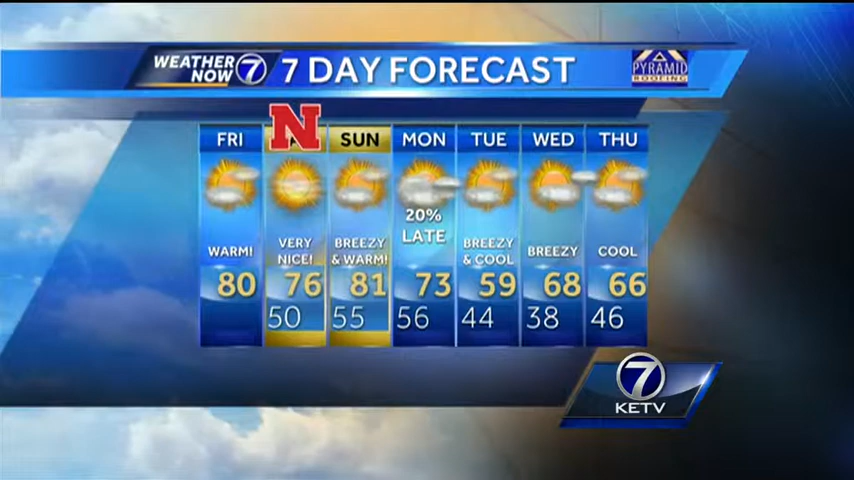 WEATHER NOW 7
7 DAY FORECAST
PYRAMID
ROOFING
N
FRI SUN MON TUE WED THU
20%
LATE
WARM! VERY NICE! BREEZY & WARM! BREEZY & COOL BREEZY COOL
80 76 81 73 59 68 66
50 55 56 44 38 46
7
KETV